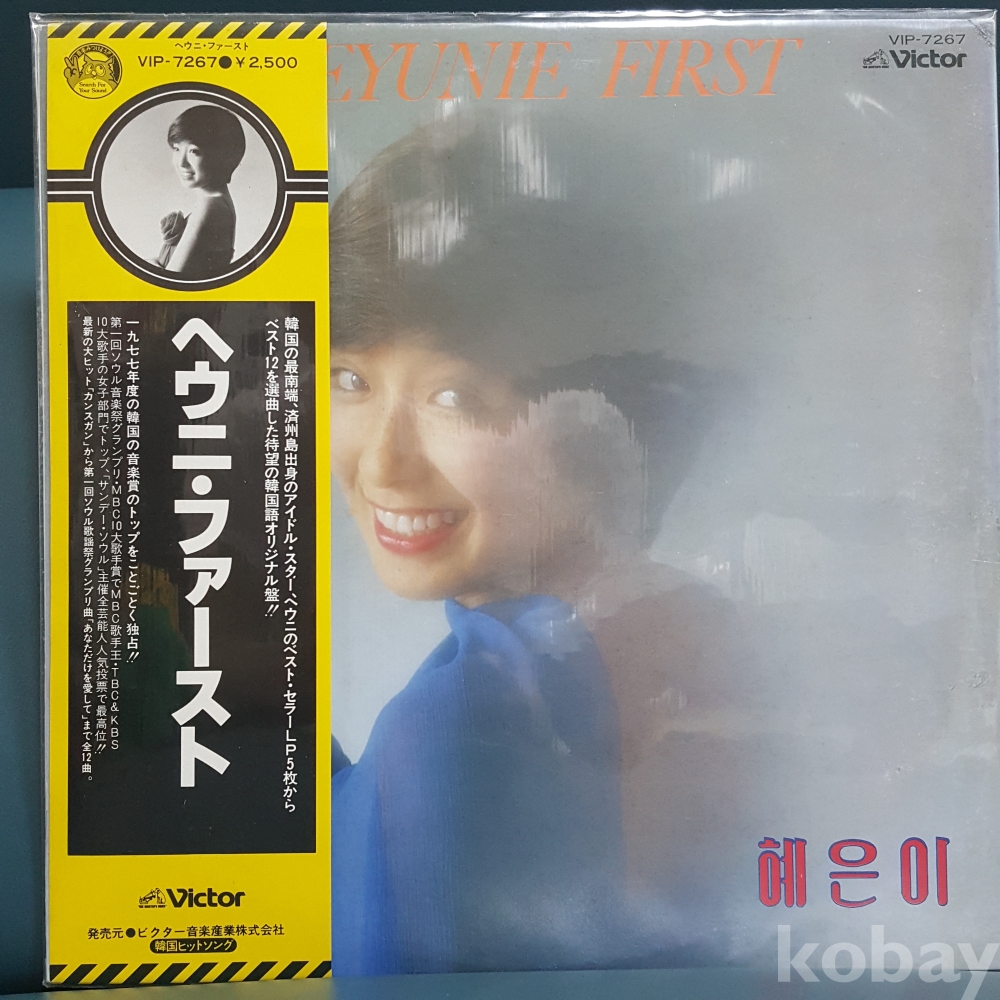 ヘウニ・ファースト
VIP-7267●¥2,500
Search For
Your Sound
EYUNIE FIRST
VIP-7267
Victor
韓国の最南端、済州島出身のアイドル・スター、ヘウニのベスト・セラーLP5枚から
ベスト12を選曲した待望の韓国語オリジナル盤!!
ヘウニ・ファースト
一九七七年度の韓国の音楽賞のトップをことごとく独占!!
第一回ソウル音楽祭グランプリ・MBC10大歌手賞でMBC歌手王・TBC&KBS
10大歌手の女子部門でトップ、「サンデー・ソウル」主催全芸能人人気投票で最高位!!
最新の大ヒット「カンスガン」から第一回ソウル歌謡祭グランプリ曲「あなただけを愛して」まで全12曲。
Victor
発売元●ビクター音楽産業株式会社
韓国ヒットソング
혜은이
kobay